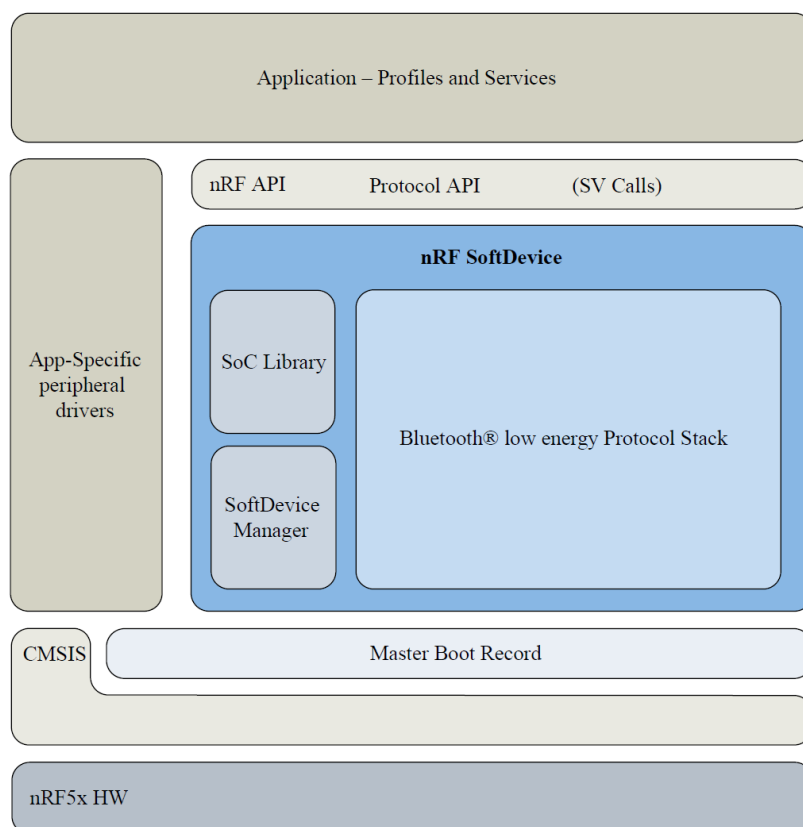 Application – Profiles and Services
nRF API
Protocol API
(SV Calls)
nRF SoftDevice
App-Specific
peripheral
drivers
SoC Library
Bluetooth® low energy Protocol Stack
SoftDevice
Manager
CMSIS
Master Boot Record
nRF5x HW